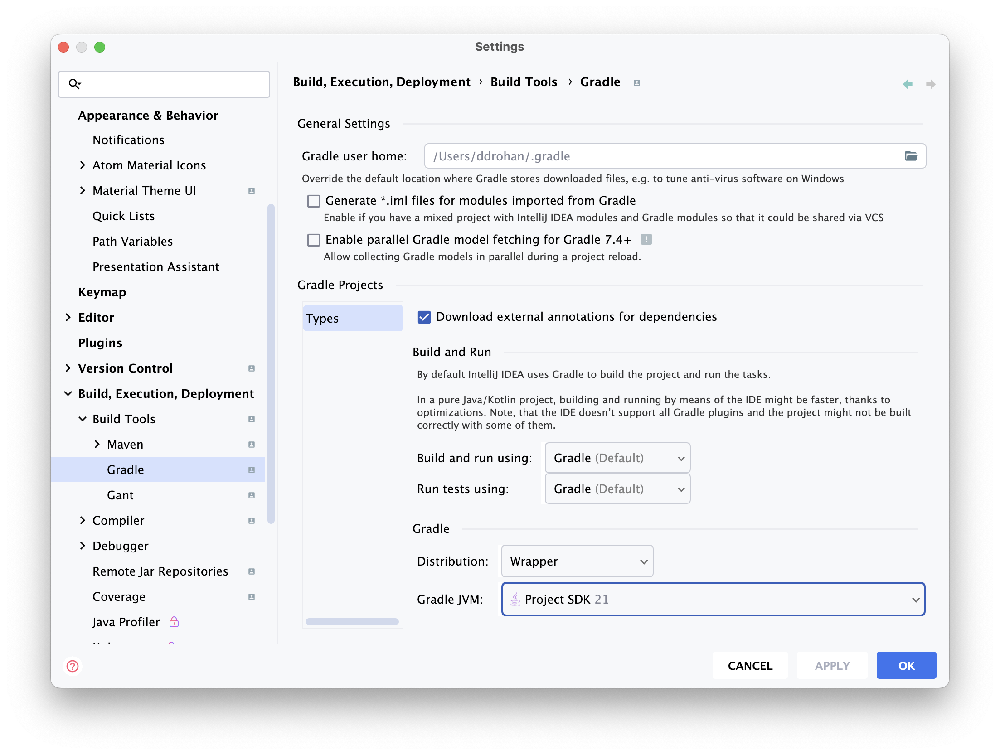 Settings
Appearance & Behavior
Notifications
Atom Material Icons
Material Theme UI
Quick Lists
Path Variables
Presentation Assistant
Keymap
Editor
Plugins
Version Control
Build, Execution, Deployment
Build Tools
Maven
Gradle
Gant
Compiler
Debugger
Remote Jar Repositories
Coverage
Java Profiler
Build, Execution, Deployment › Build Tools › Gradle
General Settings
Gradle user home: /Users/ddrohan/.gradle
Override the default location where Gradle stores downloaded files, e.g. to tune anti-virus software on Windows
Generate *.iml files for modules imported from Gradle
Enable if you have a mixed project with IntelliJ IDEA modules and Gradle modules so that it could be shared via VCS
Enable parallel Gradle model fetching for Gradle 7.4+
Allow collecting Gradle models in parallel during a project reload.
Gradle Projects
Types
Download external annotations for dependencies
Build and Run
By default IntelliJ IDEA uses Gradle to build the project and run the tasks.
In a pure Java/Kotlin project, building and running by means of the IDE might be faster, thanks to
optimizations. Note, that the IDE doesn't support all Gradle plugins and the project might not be built
correctly with some of them.
Build and run using: Gradle (Default)
Run tests using: Gradle (Default)
Gradle
Distribution: Wrapper
Gradle JVM: Project SDK 21
CANCEL APPLY OK